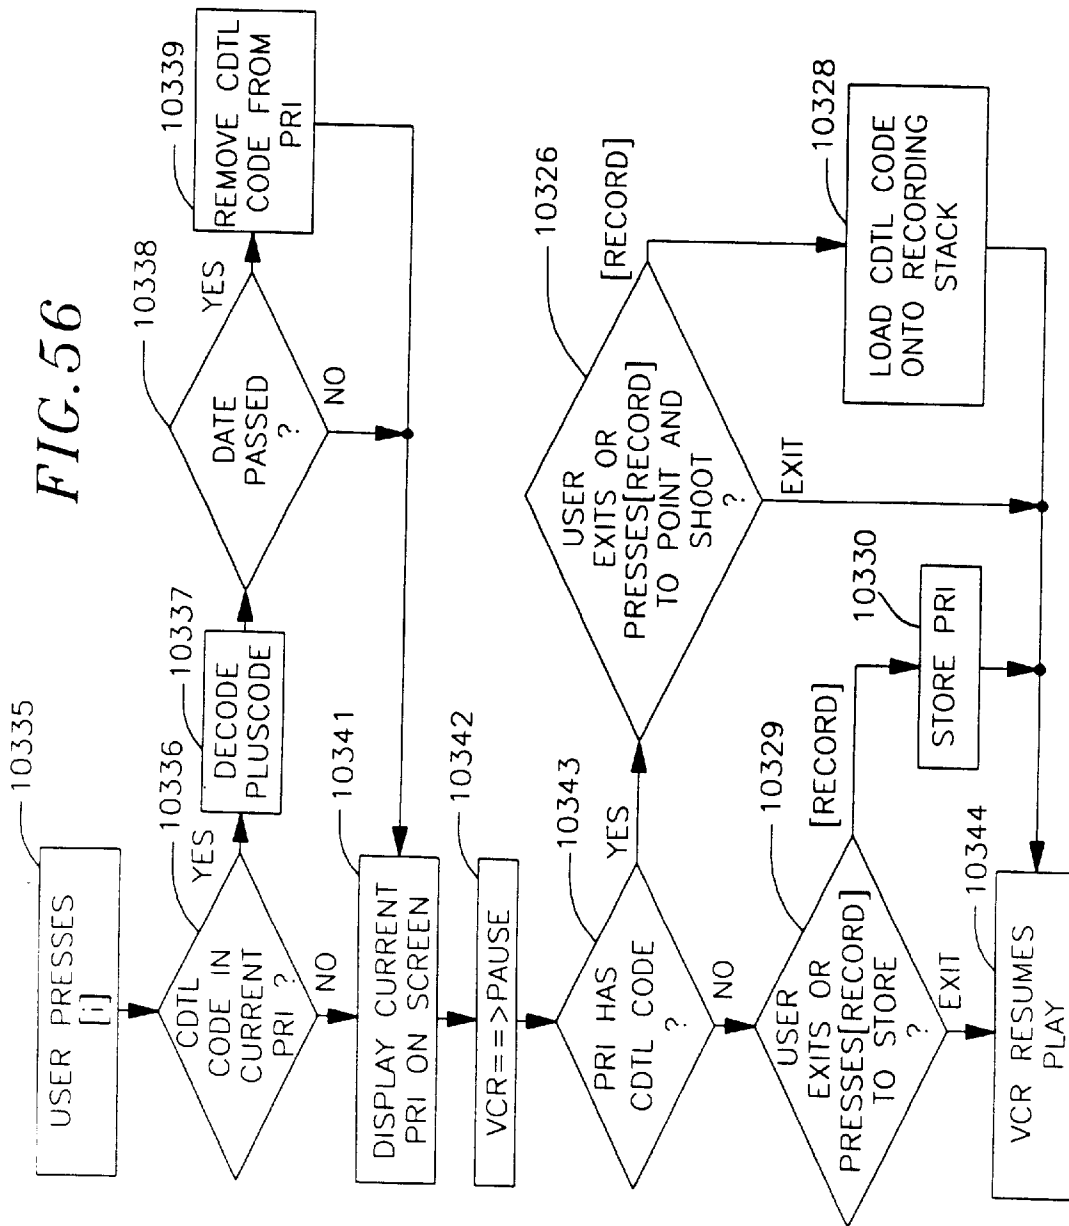 FIG.56
10335
USER PRESSES
[i]
10336
CDTL
CODE IN
CURRENT
PRI ?
YES
NO
10337
DECODE
PLUSCODE
10338
DATE
PASSED
?
YES
NO
10339
REMOVE CDTL
CODE FROM
PRI
10341
DISPLAY CURRENT
PRI ON SCREEN
10342
VCR==>PAUSE
10343
PRI HAS
CDTL CODE
?
YES
NO
10326
USER
EXITS OR
PRESSES[RECORD]
TO POINT AND
SHOOT
?
[RECORD]
EXIT
10328
LOAD CDTL CODE
ONTO RECORDING
STACK
10329
USER
EXITS OR
PRESSES[RECORD]
TO STORE
?
[RECORD]
EXIT
10330
STORE PRI
10344
VCR RESUMES
PLAY